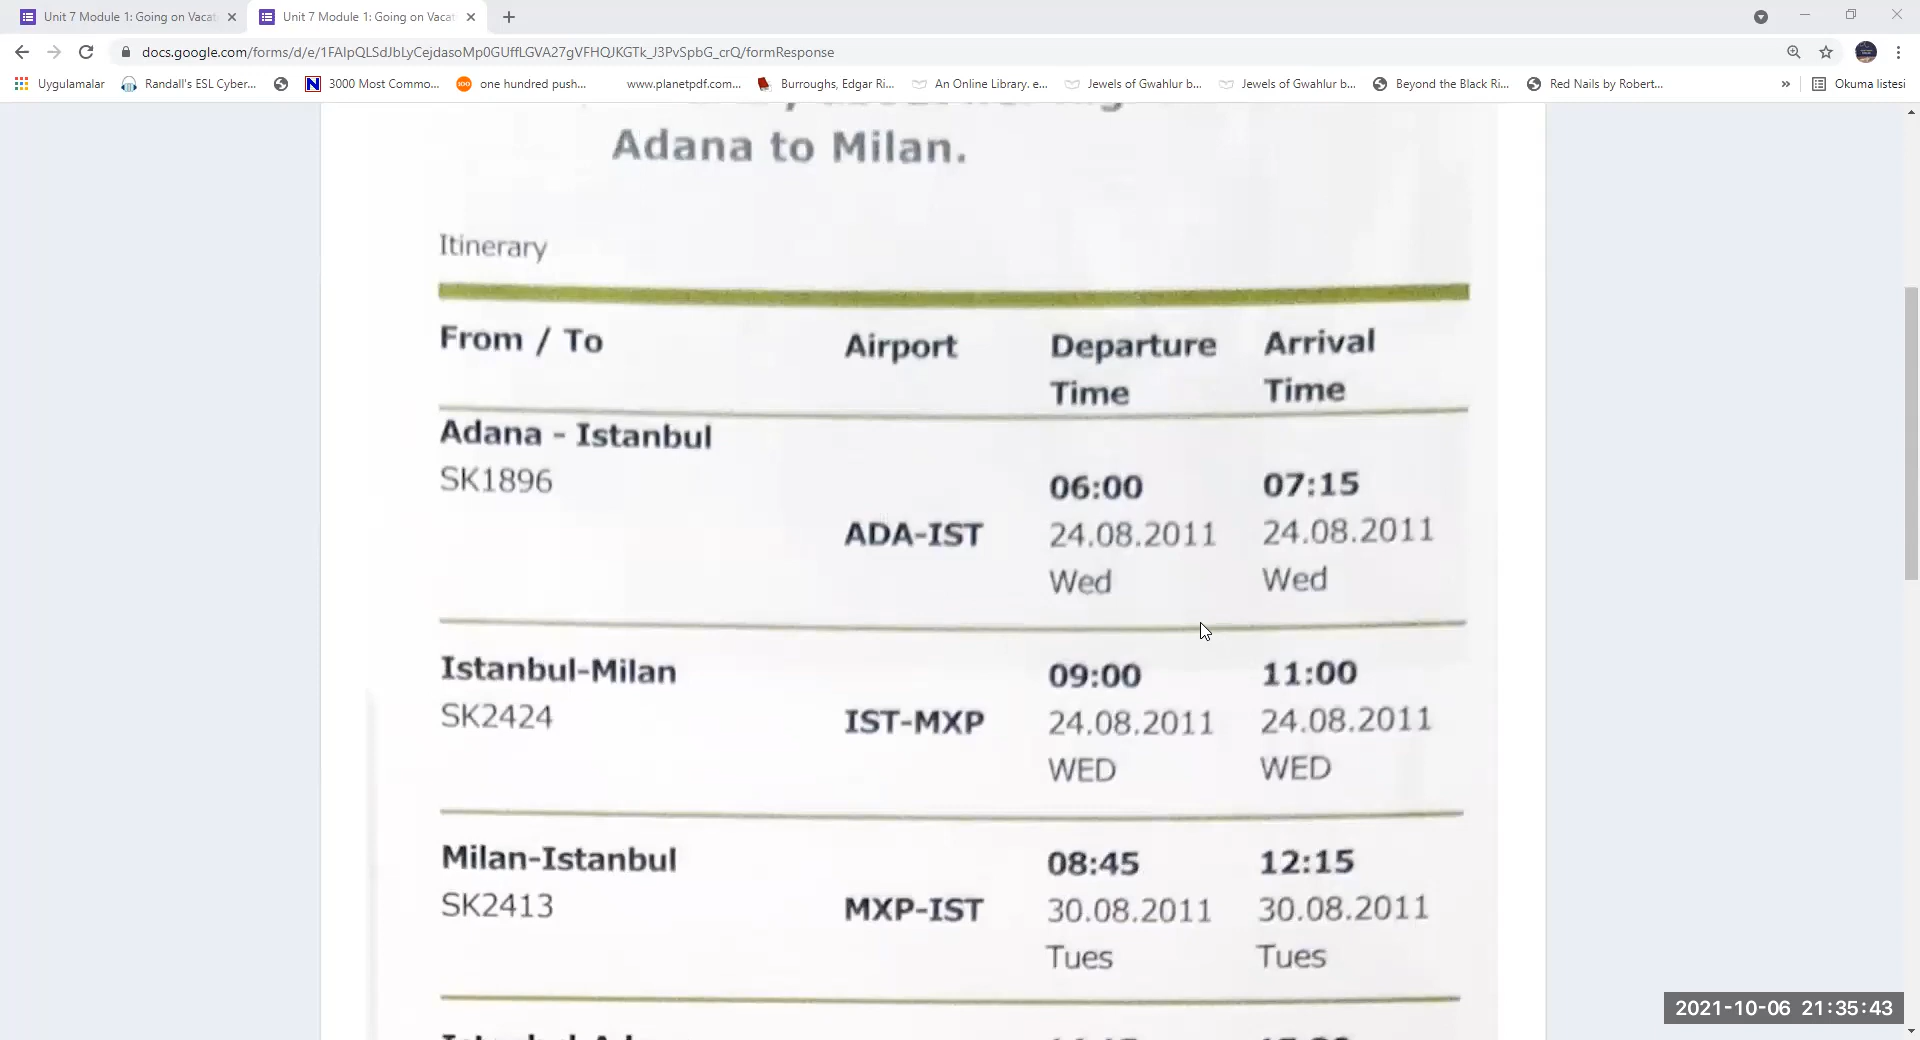 Unit 7 Module 1: Going on Vacat
Unit 7 Module 1: Going on Vacat
docs.google.com/forms/d/e/1FAIpQLSdJbLyCejdasoMp0GUffLGVA27gVFHQJKGTk_J3PvSpbG_crQ/formResponse
Uygulamalar
Randall's ESL Cyber...
3000 Most Commo...
100 one hundred push...
www.planetpdf.com...
Burroughs, Edgar Ri...
An Online Library. e...
Jewels of Gwahlur b...
Jewels of Gwahlur b...
Beyond the Black Ri...
Red Nails by Robert...
»
Okuma listesi
Adana to Milan.
Itinerary
From / To Airport Departure Time Arrival Time
Adana - Istanbul
SK1896
ADA-IST
06:00
24.08.2011
Wed
07:15
24.08.2011
Wed
Istanbul-Milan
SK2424
IST-MXP
09:00
24.08.2011
WED
11:00
24.08.2011
WED
Milan-Istanbul
SK2413
MXP-IST
08:45
30.08.2011
Tues
12:15
30.08.2011
Tues
2021-10-06 21:35:43